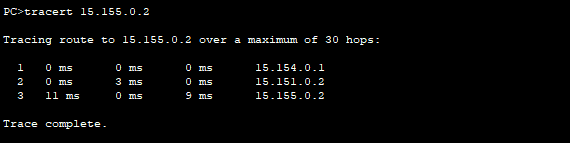 PC>tracert 15.155.0.2
Tracing route to 15.155.0.2 over a maximum of 30 hops:
1 0 ms 0 ms 0 ms 15.154.0.1
2 0 ms 3 ms 0 ms 15.151.0.2
3 11 ms 0 ms 9 ms 15.155.0.2
Trace complete.